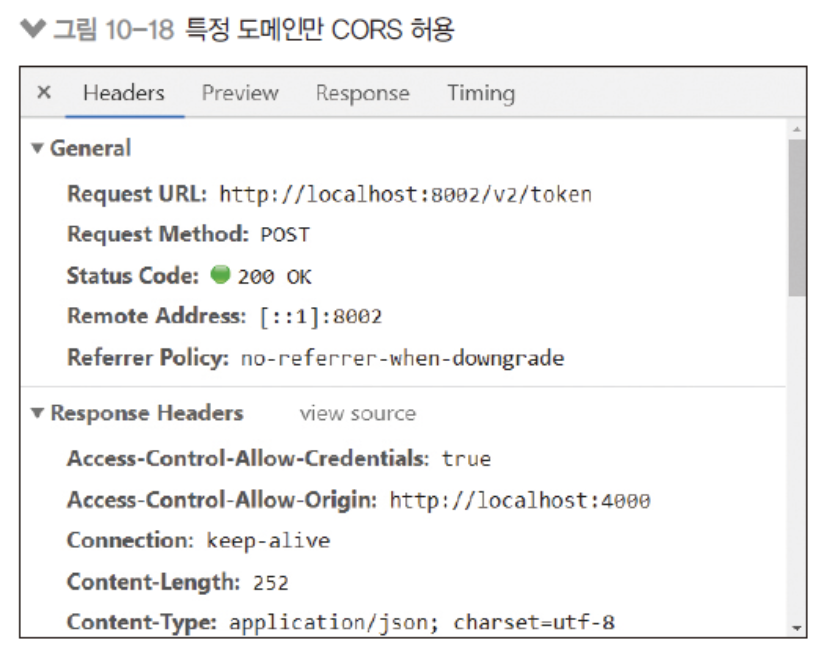 그림 10-18 특정 도메인만 CORS 허용
× Headers Preview Response Timing
▼ General
Request URL: http://localhost:8002/v2/token
Request Method: POST
Status Code: 200 OK
Remote Address: [::1]:8002
Referrer Policy: no-referrer-when-downgrade
▼ Response Headers view source
Access-Control-Allow-Credentials: true
Access-Control-Allow-Origin: http://localhost:4000
Connection: keep-alive
Content-Length: 252
Content-Type: application/json; charset=utf-8